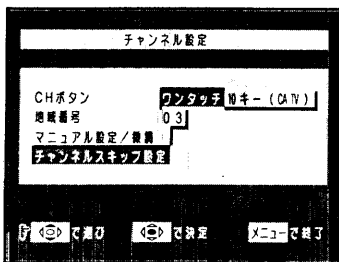 チャンネル設定
CHボタン ワンタッチ 10キー(CATV)
地域番号 03
マニュアル設定/微調
チャンネルスキップ設定
で選び で決定 メニューで終了